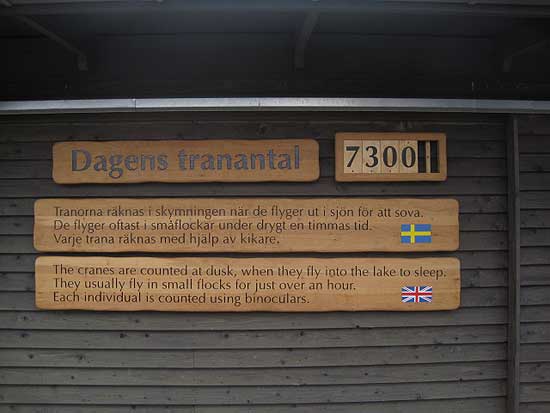 Dagens tranantal
7300
Tranorna räknas i skymningen när de flyger ut i sjön för att sova.
De flyger oftast i småflockar under drygt en timmas tid.
Varje trana räknas med hjälp av kikare.
The cranes are counted at dusk, when they fly into the lake to sleep.
They usually fly in small flocks for just over an hour.
Each individual is counted using binoculars.